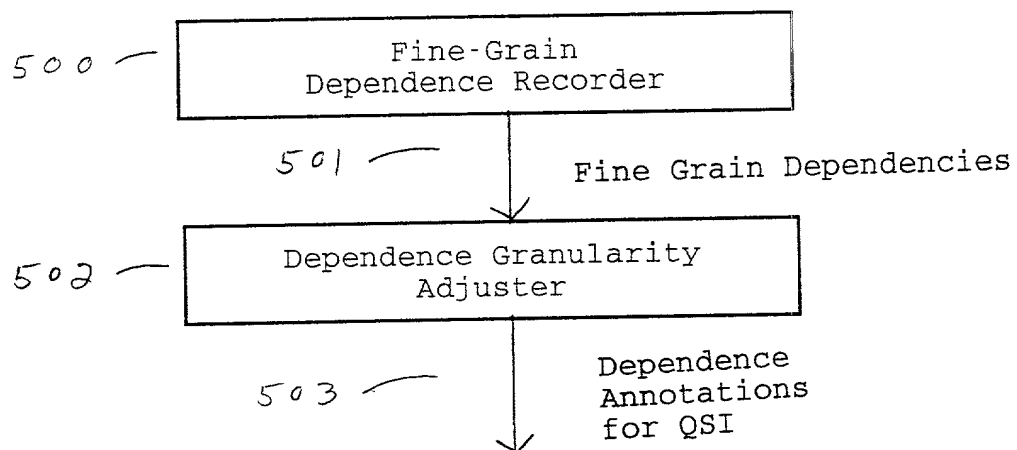 500
Fine-Grain
Dependence Recorder
501
Fine Grain Dependencies
502
Dependence Granularity
Adjuster
503
Dependence
Annotations
for QSI